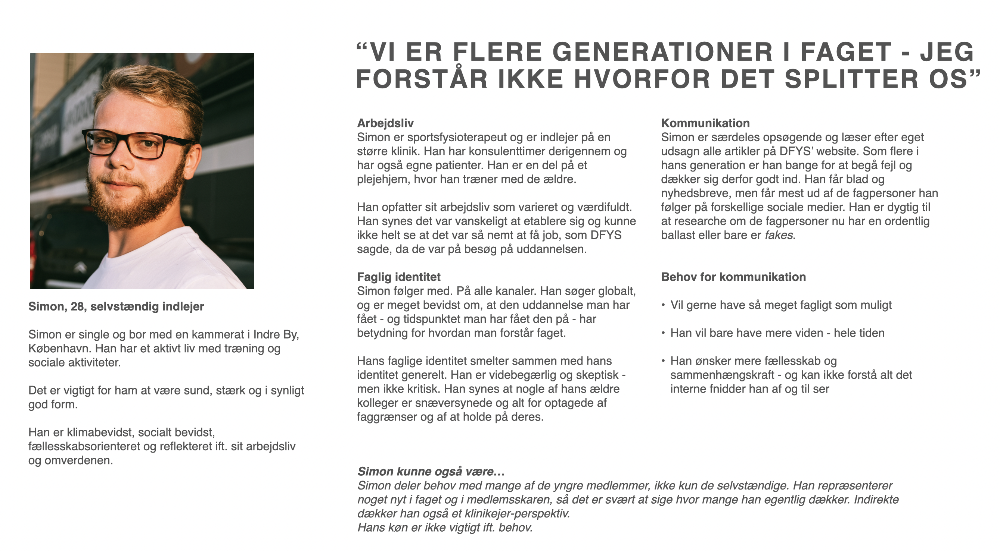 “VI ER FLERE GENERATIONER I FAGET - JEG
FORSTÅR IKKE HVORFOR DET SPLITTER OS”
Simon, 28, selvstændig indlejer
Simon er single og bor med en kammerat i Indre By,
København. Han har et aktivt liv med træning og
sociale aktiviteter.
Det er vigtigt for ham at være sund, stærk og i synligt
god form.
Han er klimabevidst, socialt bevidst,
fællesskabsorienteret og reflekteret ift. sit arbejdsliv
og omverdenen.
Arbejdsliv
Simon er sportsfysioterapeut og er indlejer på en
større klinik. Han har konsulenttimer derigennem og
har også egne patienter. Han er en del på et
plejehjem, hvor han træner med de ældre.
Han opfatter sit arbejdsliv som varieret og værdifuldt.
Han synes det var vanskeligt at etablere sig og kunne
ikke helt se at det var så nemt at få job, som DFYS
sagde, da de var på besøg på uddannelsen.
Faglig identitet
Simon følger med. På alle kanaler. Han søger globalt,
og er meget bevidst om, at den uddannelse man har
fået - og tidspunktet man har fået den på - har
betydning for hvordan man forstår faget.
Hans faglige identitet smelter sammen med hans
identitet generelt. Han er videbegærlig og skeptisk -
men ikke kritisk. Han synes at nogle af hans ældre
kolleger er snæversynede og alt for optagede af
faggrænser og af at holde på deres.
Kommunikation
Simon er særdeles opsøgende og læser efter eget
udsagn alle artikler på DFYS’ website. Som flere i
hans generation er han bange for at begå fejl og
dækker sig derfor godt ind. Han får blad og
nyhedsbreve, men får mest ud af de fagpersoner han
følger på forskellige sociale medier. Han er dygtig til
at researche om de fagpersoner nu har en ordentlig
ballast eller bare er fakes.
Behov for kommunikation
• Vil gerne have så meget fagligt som muligt
• Han vil bare have mere viden - hele tiden
• Han ønsker mere fællesskab og
sammenhængskraft - og kan ikke forstå alt det
interne fnidder han af og til ser
Simon kunne også være…
Simon deler behov med mange af de yngre medlemmer, ikke kun de selvstændige. Han repræsenterer
noget nyt i faget og i medlemsskaren, så det er svært at sige hvor mange han egentlig dækker. Indirekte
dækker han også et klinikejer-perspektiv.
Hans køn er ikke vigtigt ift. behov.